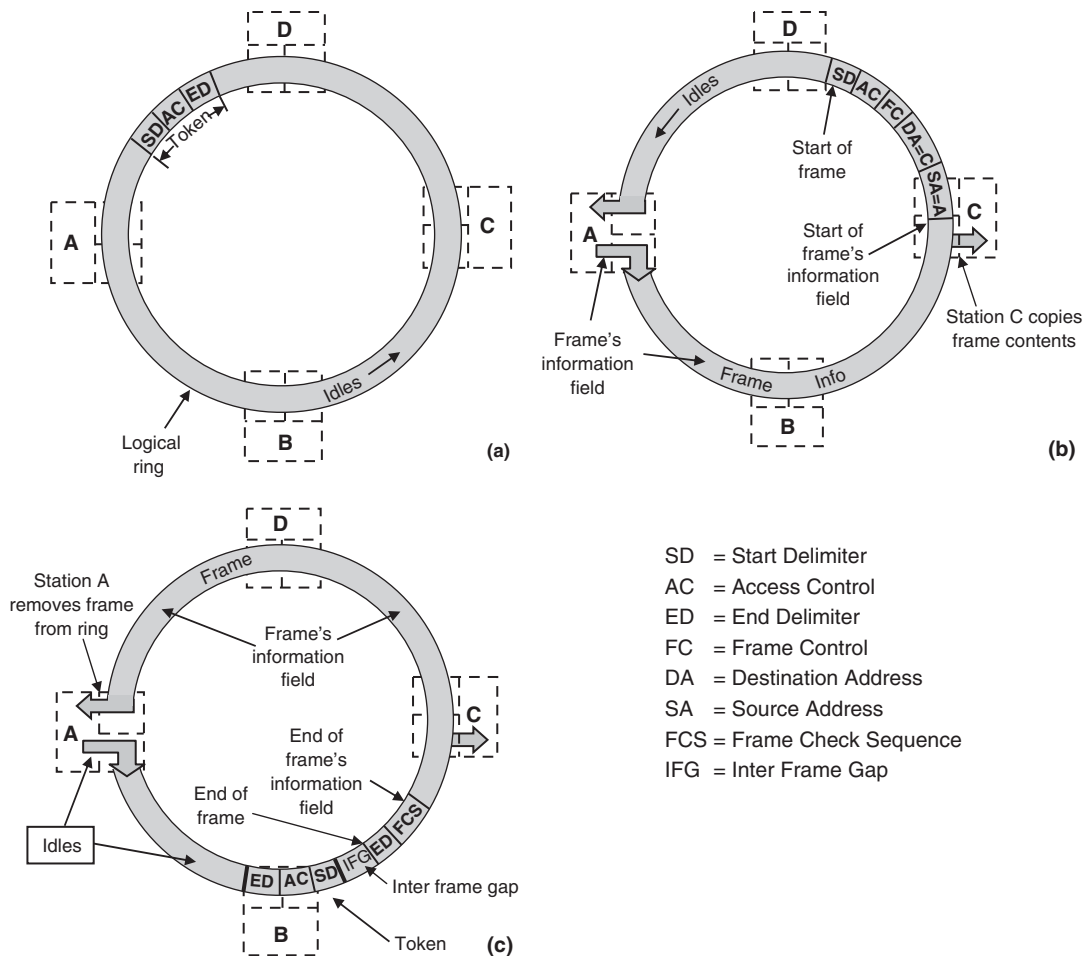 D
SD AC ED
Token
A
C
Idles
B
Logical
ring
(a)
D
Idles
SD AC FC DA=C SA=A
Start of
frame
A
C
Start of
frame's
information
field
Station C copies
frame contents
Frame's
information
field
Frame Info
B
(b)
D
Frame
Station A
removes frame
from ring
Frame's
information
field
A
C
End of
frame's
information
field
End of
frame
Idles
ED AC SD IFG ED FCS
Inter frame gap
B
Token
(c)
SD = Start Delimiter
AC = Access Control
ED = End Delimiter
FC = Frame Control
DA = Destination Address
SA = Source Address
FCS = Frame Check Sequence
IFG = Inter Frame Gap